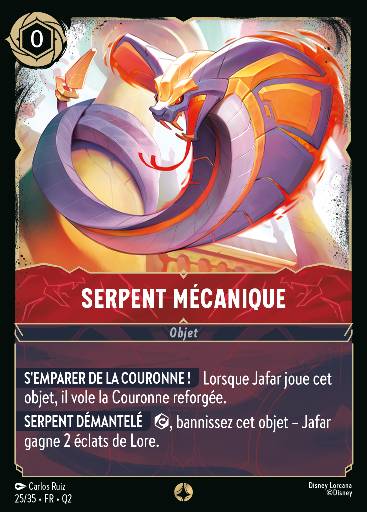 0
SERPENT MÉCANIQUE
Objet
S'EMPARER DE LA COURONNE ! Lorsque Jafar joue cet
objet, il vole la Couronne reforgée.
SERPENT DÉMANTELÉ , bannissez cet objet – Jafar
gagne 2 éclats de Lore.
Carlos Ruiz
25/35 • FR • Q2
Disney Lorcana
©Disney